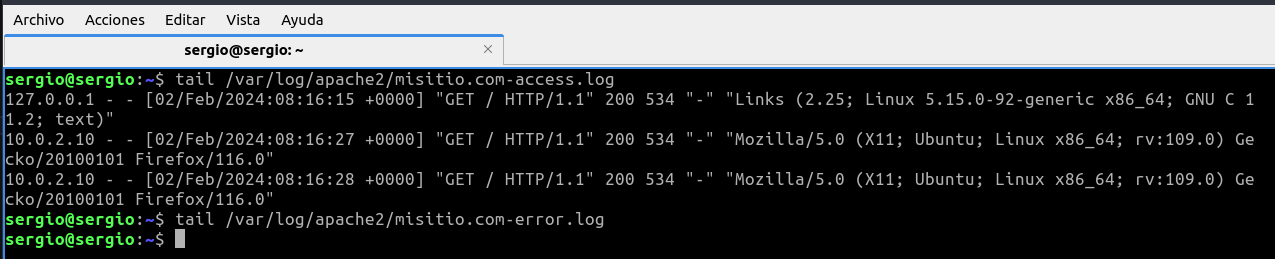 Archivo Acciones Editar Vista Ayuda
sergio@sergio: ~ ×
sergio@sergio:~$ tail /var/log/apache2/misitio.com-access.log
127.0.0.1 - - [02/Feb/2024:08:16:15 +0000] "GET / HTTP/1.1" 200 534 "-" "Links (2.25; Linux 5.15.0-92-generic x86_64; GNU C 1
1.2; text)"
10.0.2.10 - - [02/Feb/2024:08:16:27 +0000] "GET / HTTP/1.1" 200 534 "-" "Mozilla/5.0 (X11; Ubuntu; Linux x86_64; rv:109.0) Ge
cko/20100101 Firefox/116.0"
10.0.2.10 - - [02/Feb/2024:08:16:28 +0000] "GET / HTTP/1.1" 200 534 "-" "Mozilla/5.0 (X11; Ubuntu; Linux x86_64; rv:109.0) Ge
cko/20100101 Firefox/116.0"
sergio@sergio:~$ tail /var/log/apache2/misitio.com-error.log
sergio@sergio:~$